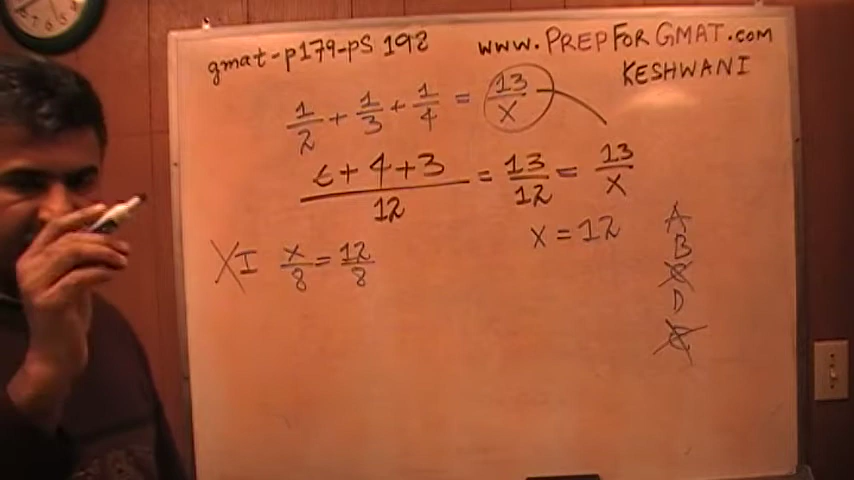 gmat-p179-PS 192
www.PREPFORGMAT.com
KESHWANI
1/2 + 1/3 + 1/4 = 13/X
6+4+3/12 = 13/12 = 13/X
X = 12
X I x/8 = 12/8
A
B
C
D
E